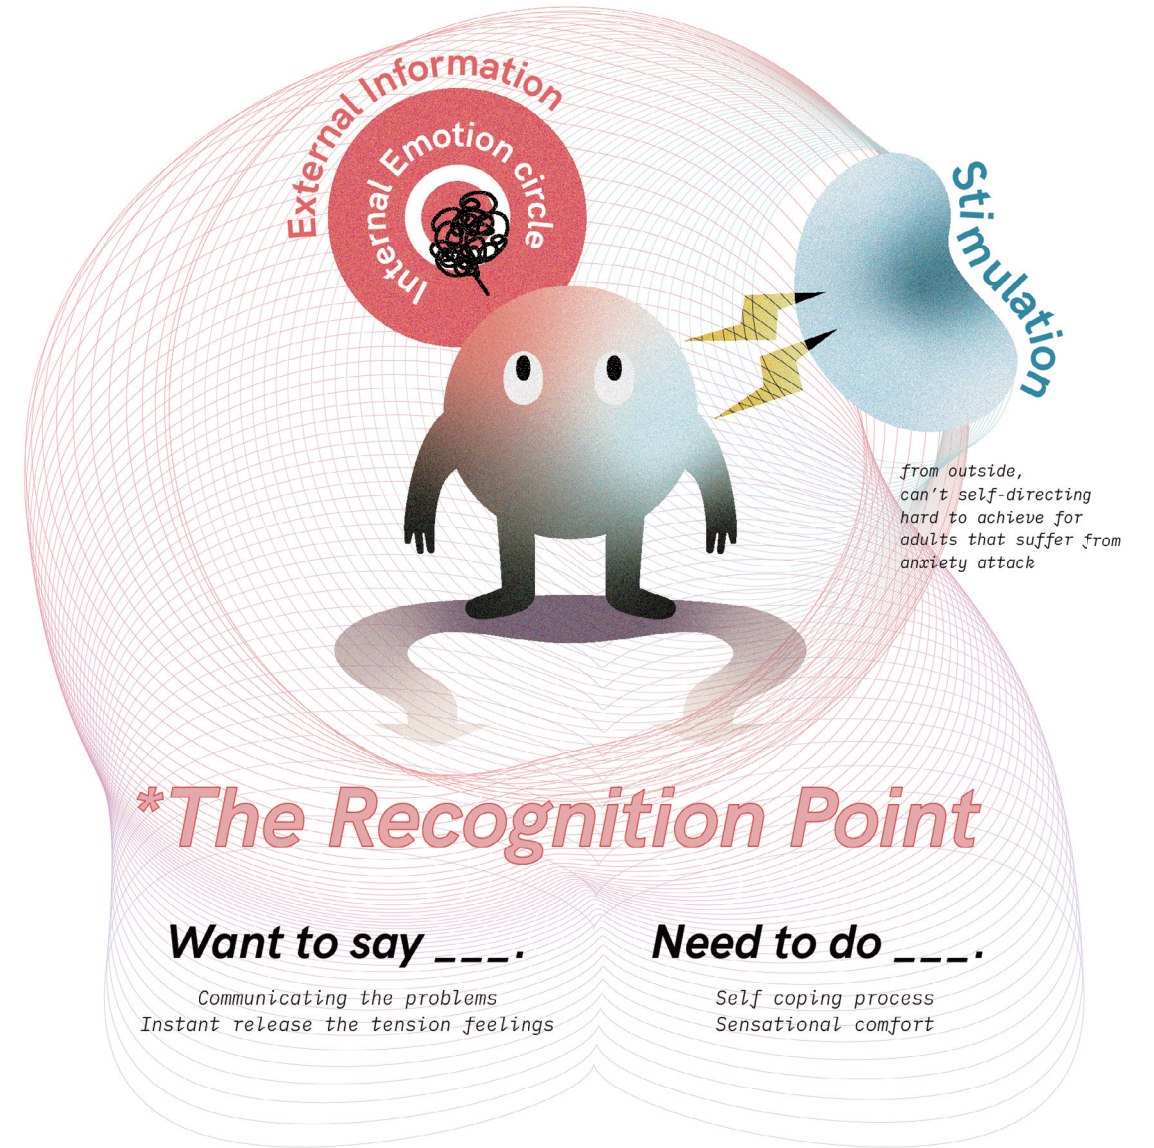 External Information
Internal Emotion circle
Stimulation
from outside,
can't self-directing
hard to achieve for
adults that suffer from
anxiety attack
*The Recognition Point
Want to say ___.
Need to do ___.
Communicating the problems
Instant release the tension feelings
Self coping process
Sensational comfort